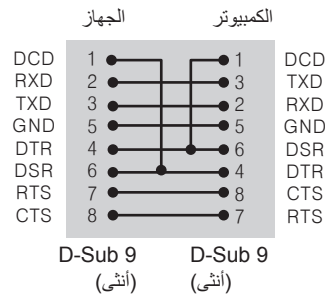 الجهاز الكمبيوتر
DCD 1 1 DCD
RXD 2 3 TXD
TXD 3 2 RXD
GND 5 5 GND
DTR 4 6 DSR
DSR 6 4 DTR
RTS 7 8 CTS
CTS 8 7 RTS
D-Sub 9 D-Sub 9
(أنثى) (أنثى)